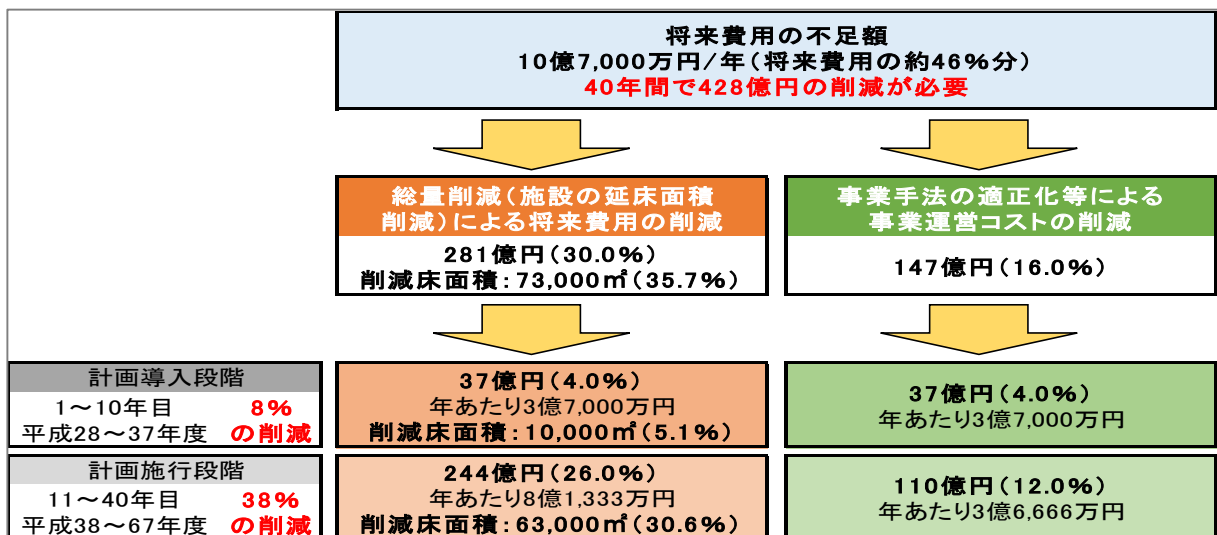 将来費用の不足額
10億7,000万円/年(将来費用の約46%分)
40年間で428億円の削減が必要
総量削減(施設の延床面積
削減)による将来費用の削減
281億円(30.0%)
削減床面積:73,000㎡(35.7%)
事業手法の適正化等による
事業運営コストの削減
147億円(16.0%)
計画導入段階
1~10年目 8%
平成28~37年度 の削減
37億円(4.0%)
年あたり3億7,000万円
削減床面積:10,000㎡(5.1%)
37億円(4.0%)
年あたり3億7,000万円
計画施行段階
11~40年目 38%
平成38~67年度 の削減
244億円(26.0%)
年あたり8億1,333万円
削減床面積:63,000㎡(30.6%)
110億円(12.0%)
年あたり3億6,666万円